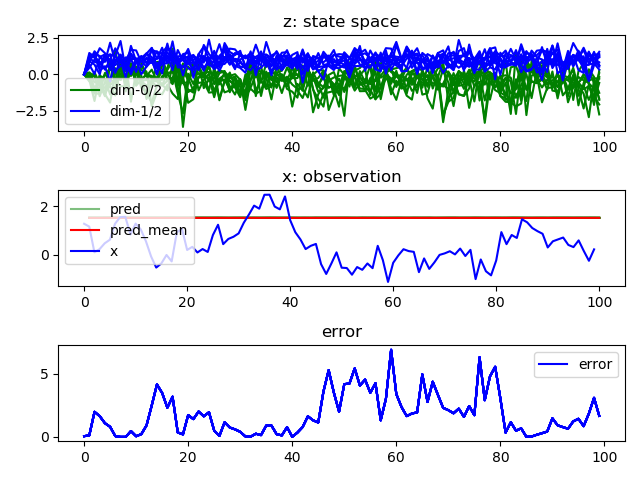 z: state space
2.5
0.0
−2.5
dim-0/2
dim-1/2
0 20 40 60 80 100
x: observation
2
0
pred
pred_mean
x
0 20 40 60 80 100
error
5
0
error
0 20 40 60 80 100